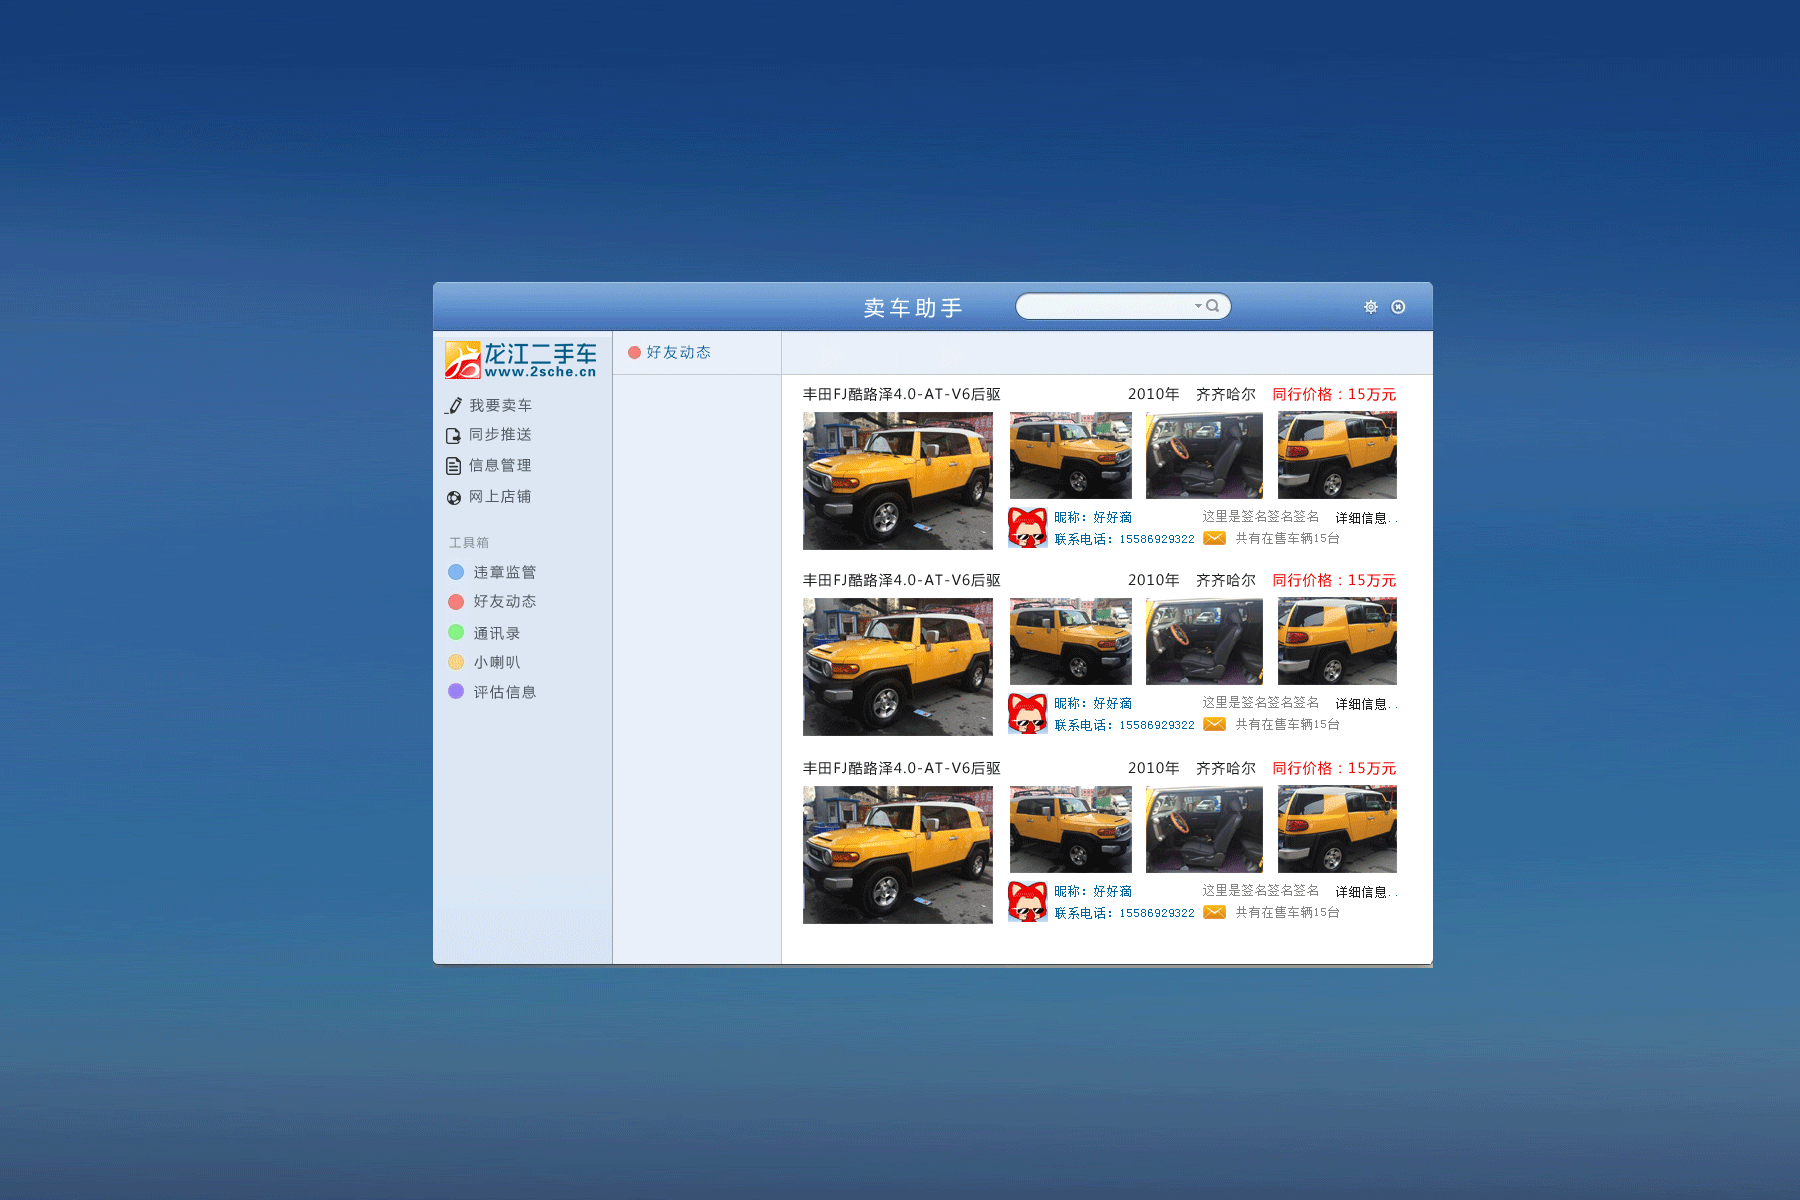 卖车助手
龙江二手车
www.2sche.cn
我要卖车
同步推送
信息管理
网上店铺
工具箱
违章监管
好友动态
通讯录
小喇叭
评估信息
好友动态
丰田FJ酷路泽4.0-AT-V6后驱 2010年 齐齐哈尔 同行价格：15万元
昵称：好好滴 这里是签名签名签名 详细信息..
联系电话：15586929322 共有在售车辆15台
丰田FJ酷路泽4.0-AT-V6后驱 2010年 齐齐哈尔 同行价格：15万元
昵称：好好滴 这里是签名签名签名 详细信息..
联系电话：15586929322 共有在售车辆15台
丰田FJ酷路泽4.0-AT-V6后驱 2010年 齐齐哈尔 同行价格：15万元
昵称：好好滴 这里是签名签名签名 详细信息..
联系电话：15586929322 共有在售车辆15台